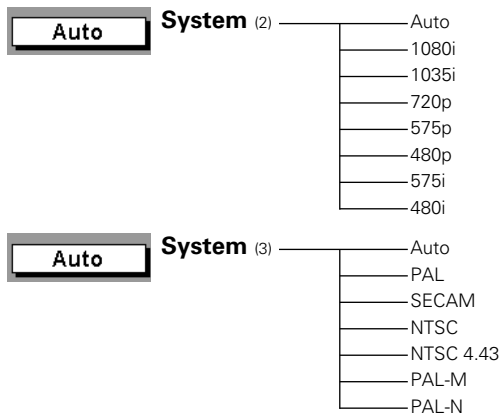 Auto
System (2)
Auto
1080i
1035i
720p
575p
480p
575i
480i
Auto
System (3)
Auto
PAL
SECAM
NTSC
NTSC 4.43
PAL-M
PAL-N